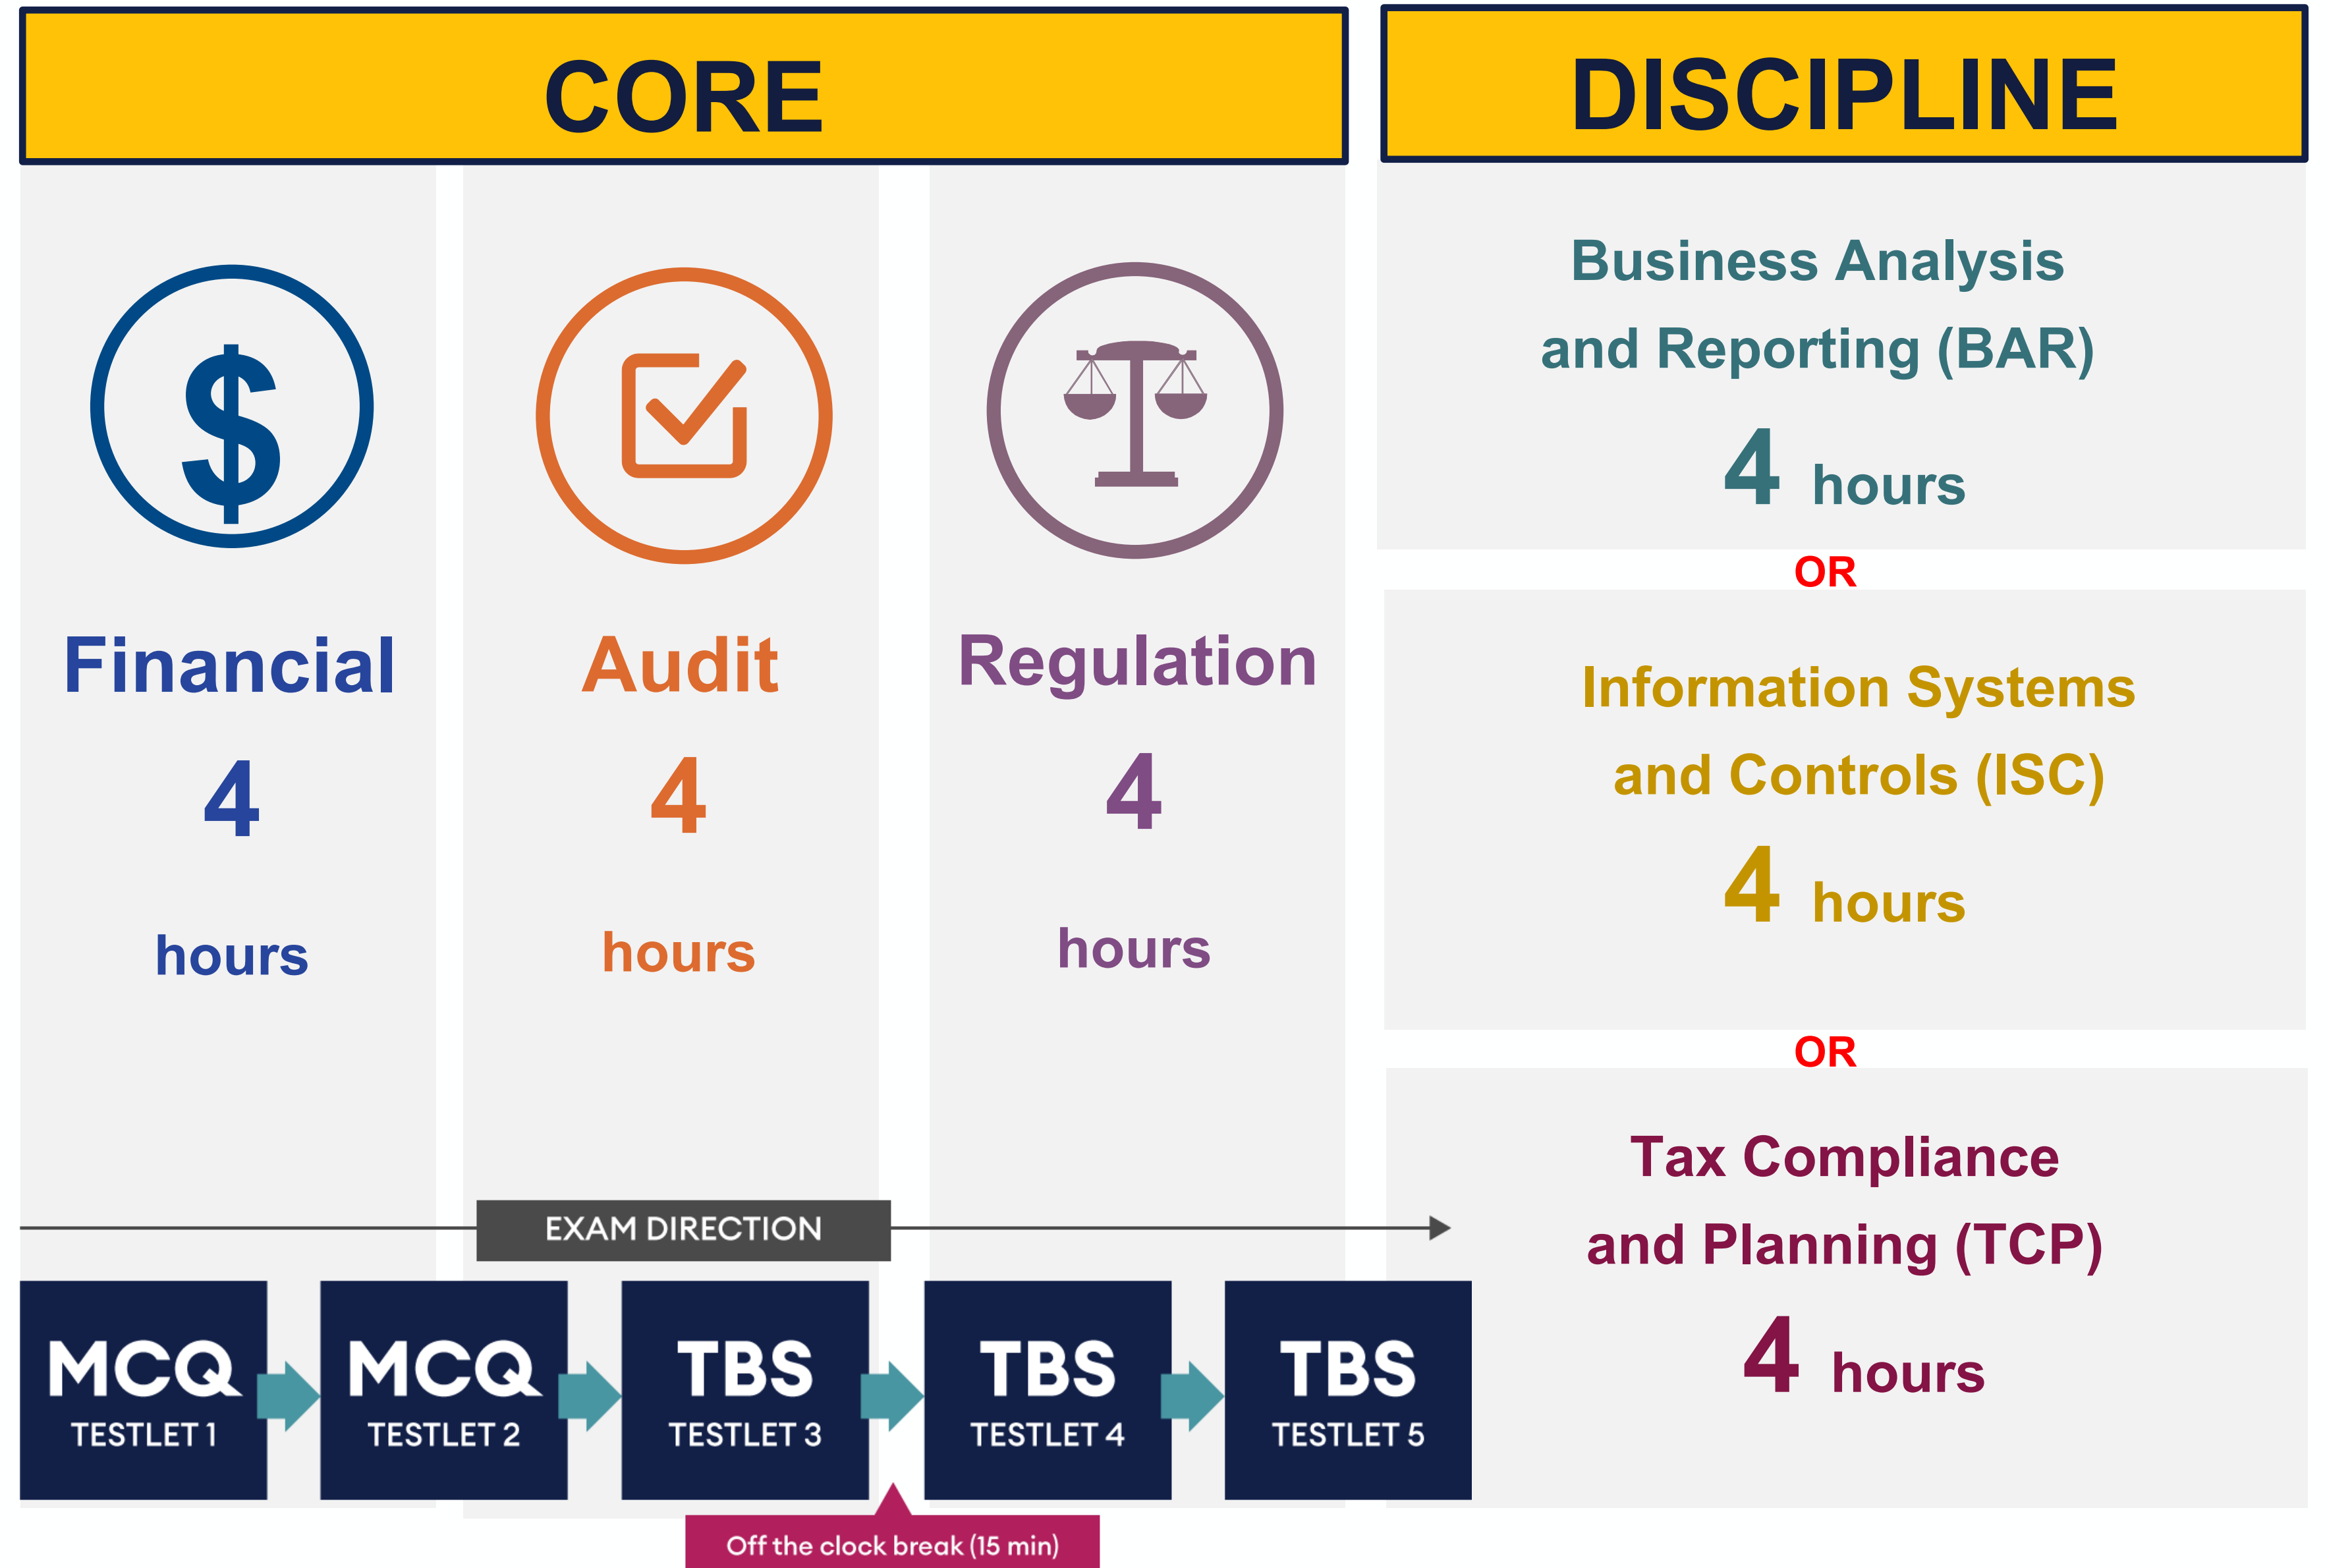 CORE
Financial
4
hours
Audit
4
hours
Regulation
4
hours
DISCIPLINE
Business Analysis
and Reporting (BAR)
4 hours
OR
Information Systems
and Controls (ISC)
4 hours
OR
Tax Compliance
and Planning (TCP)
4 hours
EXAM DIRECTION
MCQ
TESTLET 1
MCQ
TESTLET 2
TBS
TESTLET 3
TBS
TESTLET 4
TBS
TESTLET 5
Off the clock break (15 min)